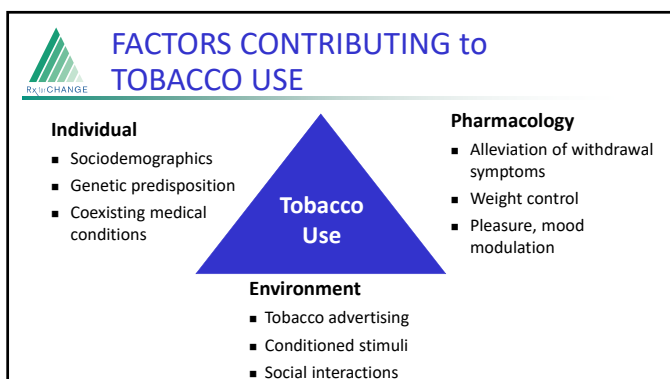 FACTORS CONTRIBUTING to
TOBACCO USE
Rx for CHANGE
Individual
■ Sociodemographics
■ Genetic predisposition
■ Coexisting medical
conditions
Pharmacology
■ Alleviation of withdrawal
symptoms
■ Weight control
■ Pleasure, mood
modulation
Tobacco
Use
Environment
■ Tobacco advertising
■ Conditioned stimuli
■ Social interactions